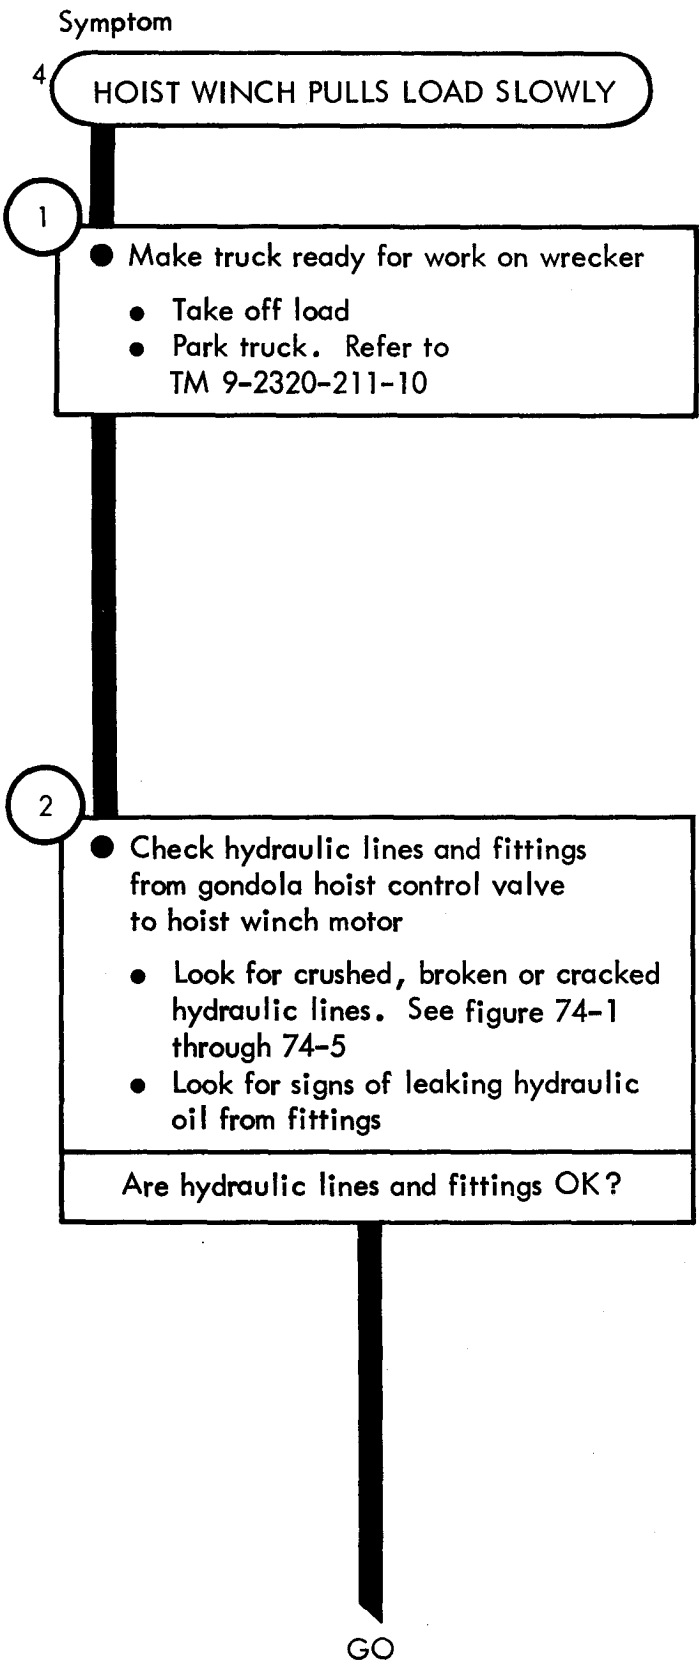 Symptom
4
HOIST WINCH PULLS LOAD SLOWLY
1
● Make truck ready for work on wrecker
● Take off load
● Park truck. Refer to
TM 9-2320-211-10
2
● Check hydraulic lines and fittings
from gondola hoist control valve
to hoist winch motor
● Look for crushed, broken or cracked
hydraulic lines. See figure 74-1
through 74-5
● Look for signs of leaking hydraulic
oil from fittings
Are hydraulic lines and fittings OK?
GO